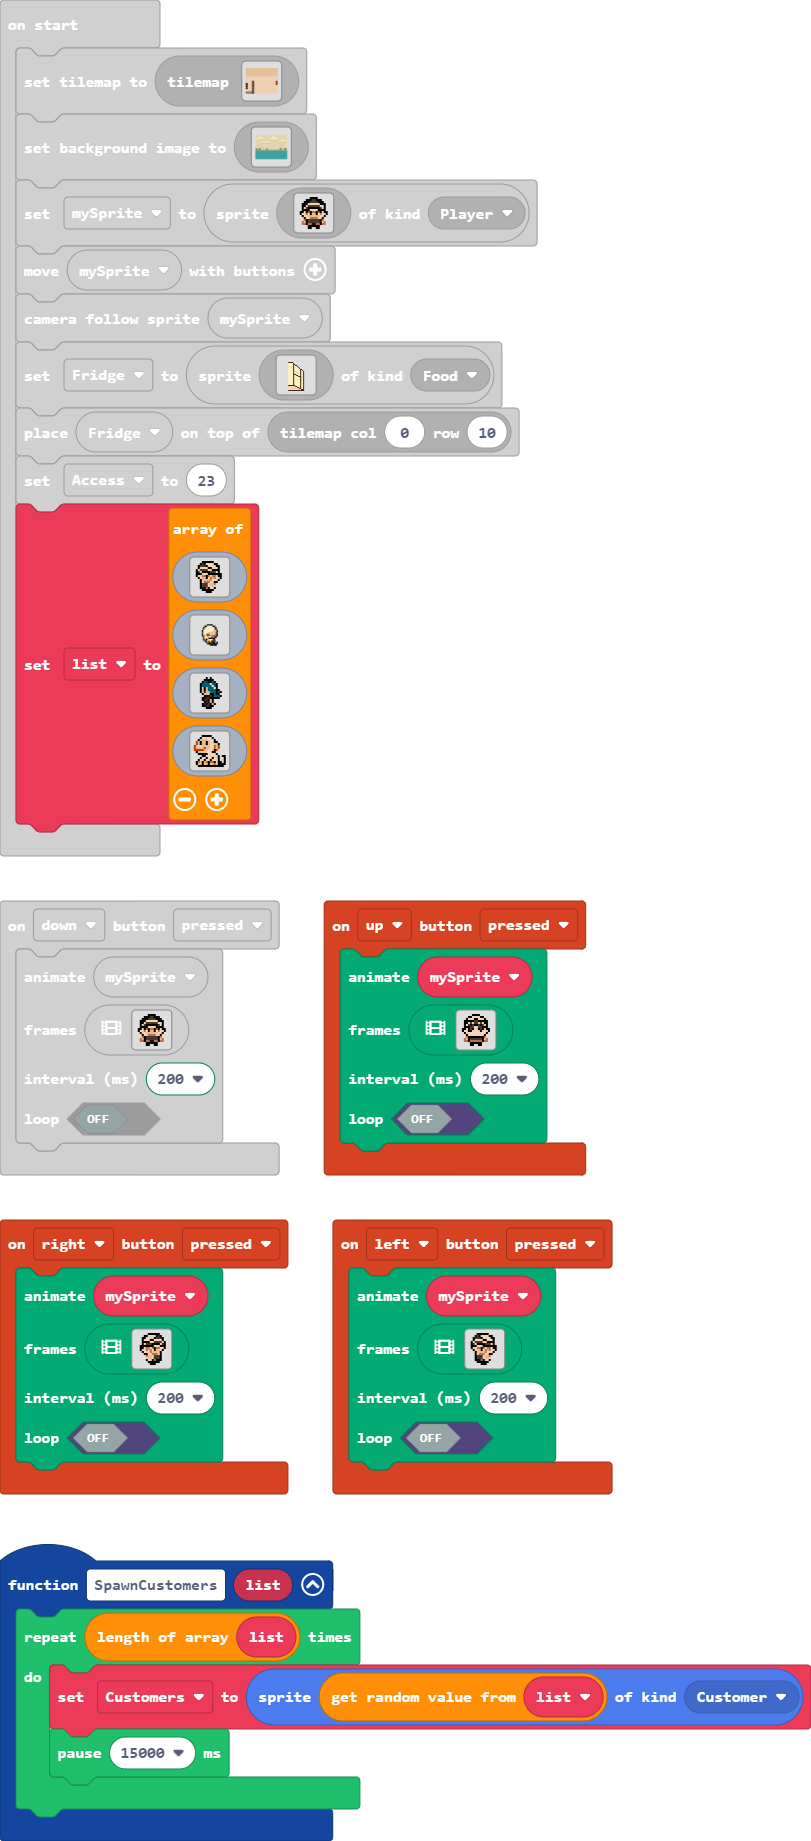 on start
set tilemap to tilemap
set background image to
set mySprite to sprite of kind Player
move mySprite with buttons
camera follow sprite mySprite
set Fridge to sprite of kind Food
place Fridge on top of tilemap col 0 row 10
set Access to 23
array of
set list to
on down button pressed
animate mySprite
frames
interval (ms) 200
loop OFF
on up button pressed
animate mySprite
frames
interval (ms) 200
loop OFF
on right button pressed
animate mySprite
frames
interval (ms) 200
loop OFF
on left button pressed
animate mySprite
frames
interval (ms) 200
loop OFF
function SpawnCustomers list
repeat length of array list times
do
set Customers to sprite get random value from list of kind Customer
pause 15000 ms